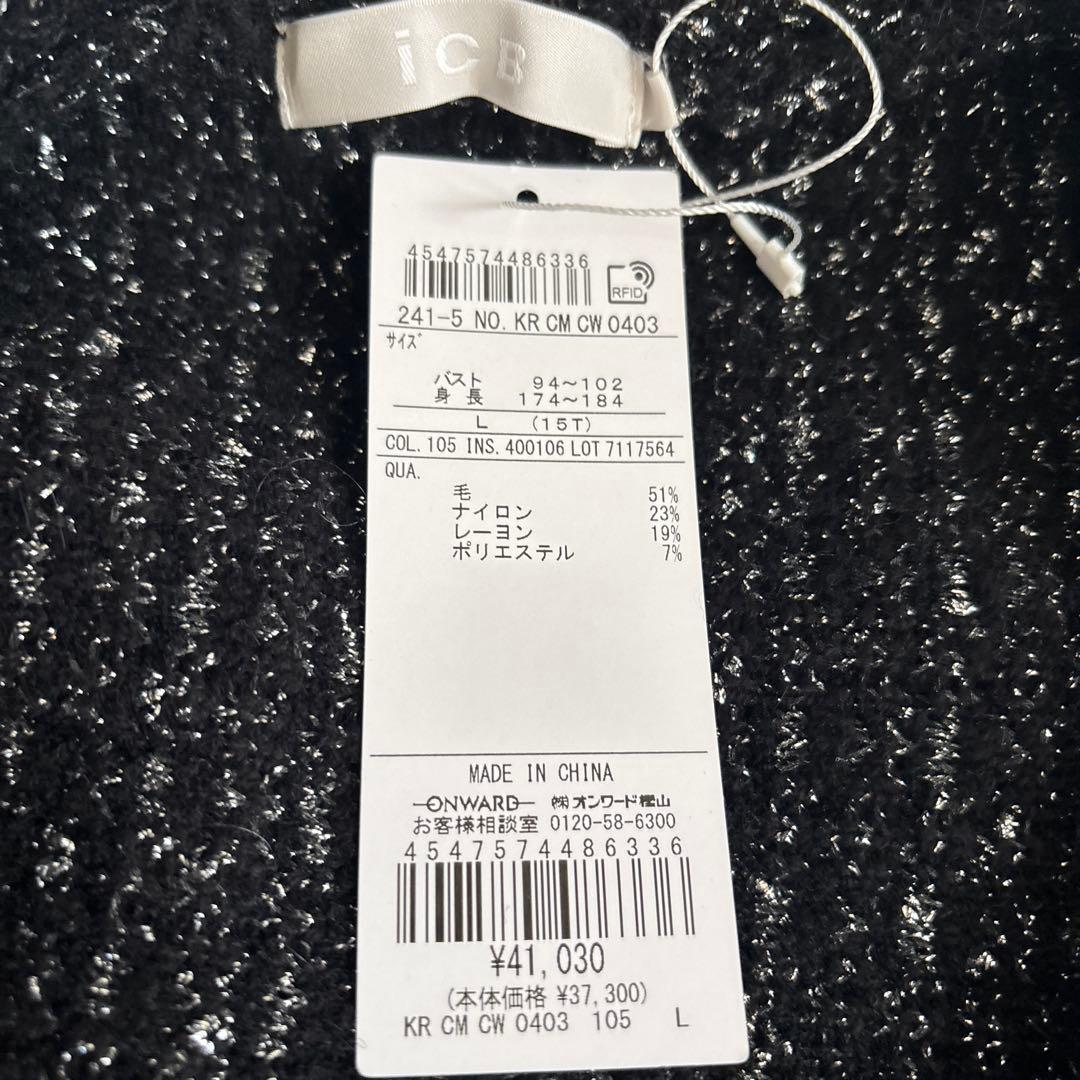 iCB
4547574486336
RFID
241-5 NO. KR CM CW 0403
サイズ
バスト 94～102
身長 174～184
L (15T)
COL. 105 INS. 400106 LOT 7117564
QUA.
毛 51%
ナイロン 23%
レーヨン 19%
ポリエステル 7%
MADE IN CHINA
ONWARD ㈱オンワード樫山
お客様相談室 0120-58-6300
4547574486336
¥41,030
(本体価格 ¥37,300)
KR CM CW 0403 105 L